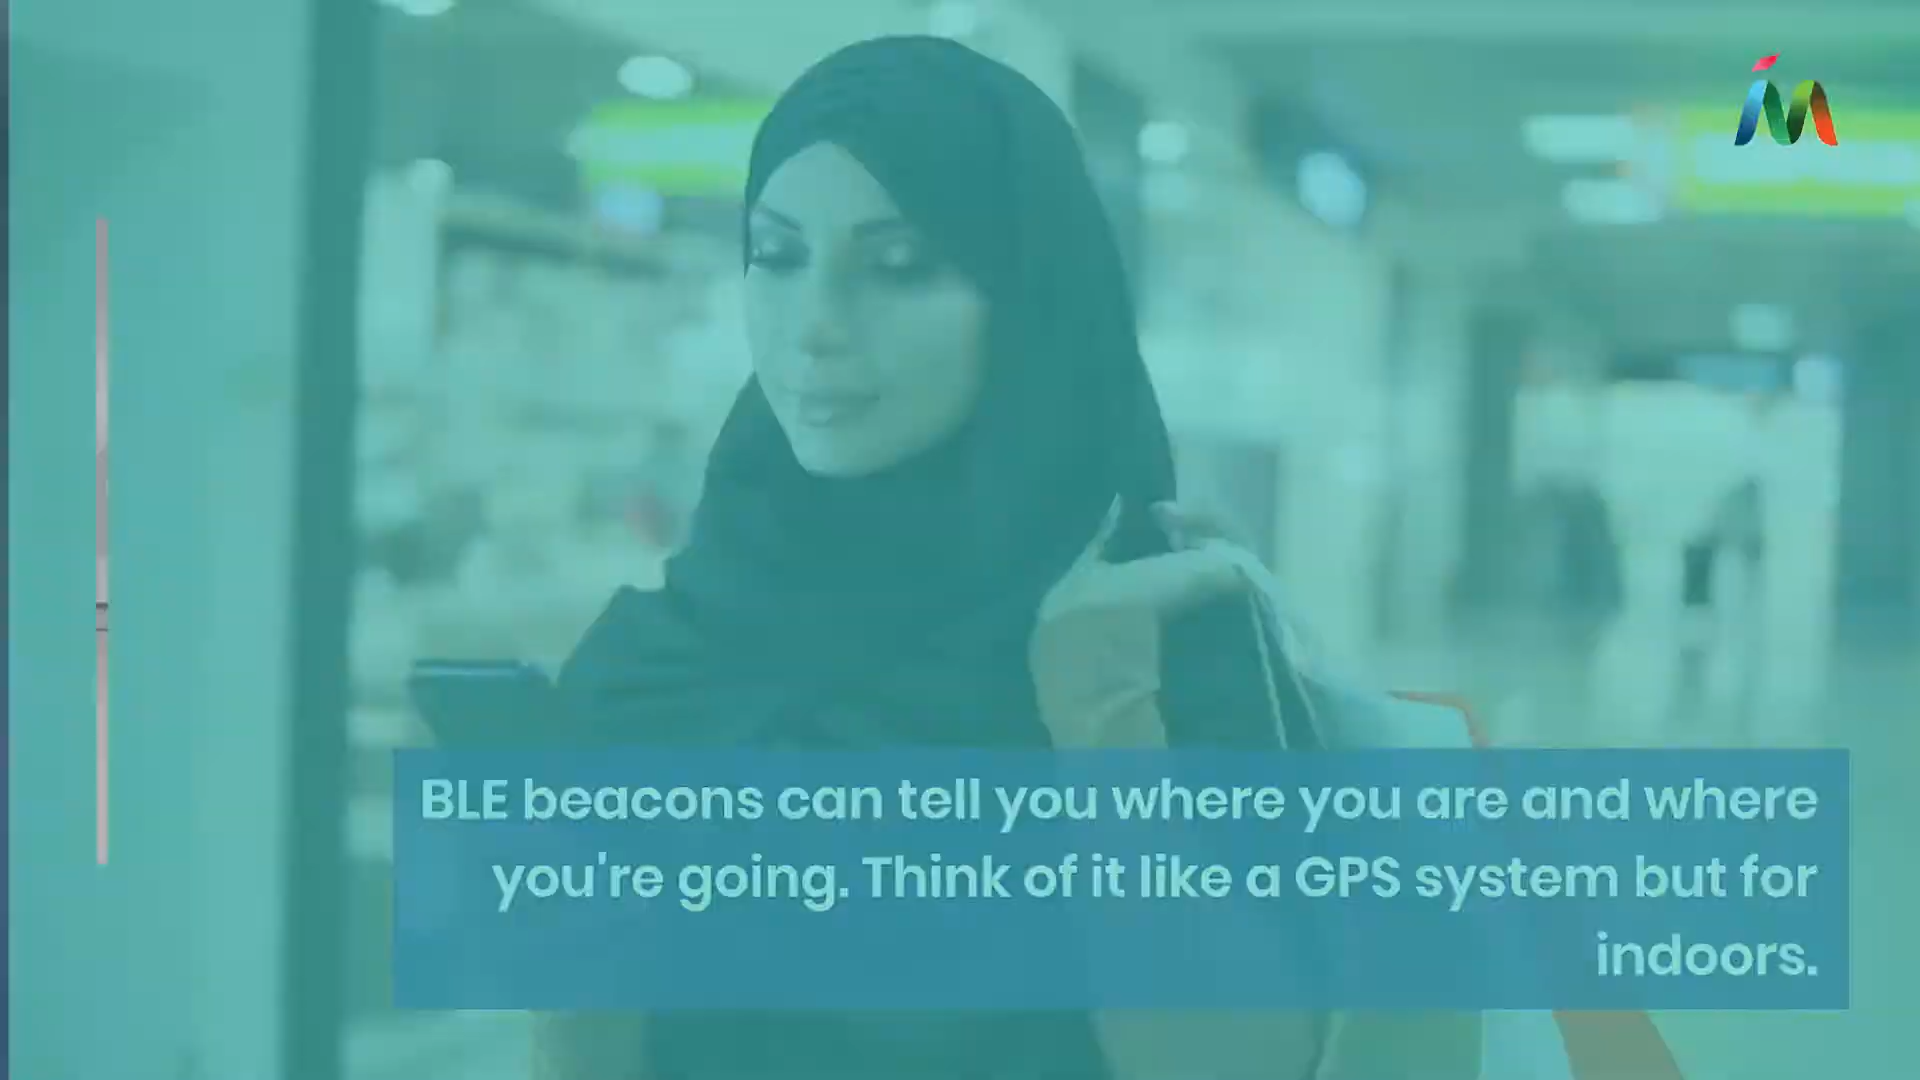 BLE beacons can tell you where you are and where
you're going. Think of it like a GPS system but for
indoors.